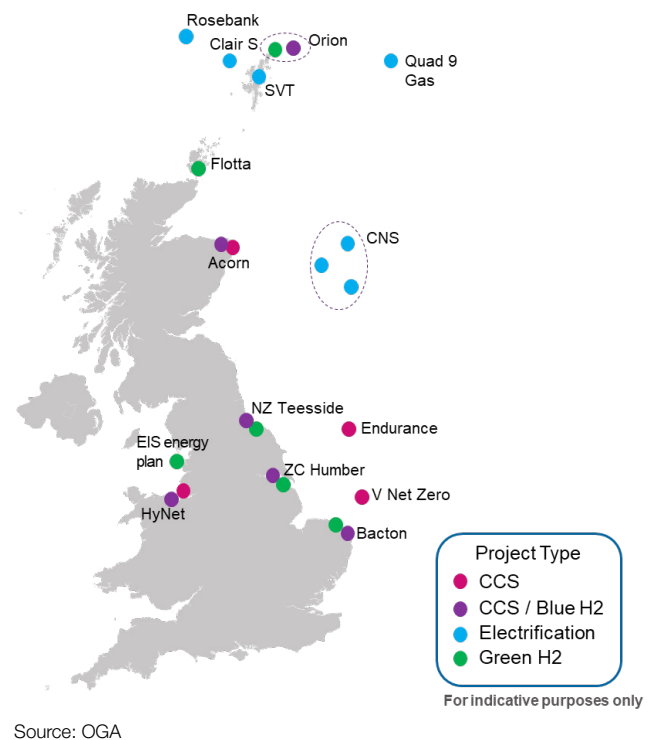 Rosebank
Clair S
Orion
Quad 9
Gas
SVT
Flotta
CNS
Acorn
NZ Teesside
Endurance
EIS energy
plan
ZC Humber
V Net Zero
HyNet
Bacton
Project Type
CCS
CCS / Blue H2
Electrification
Green H2
For indicative purposes only
Source: OGA